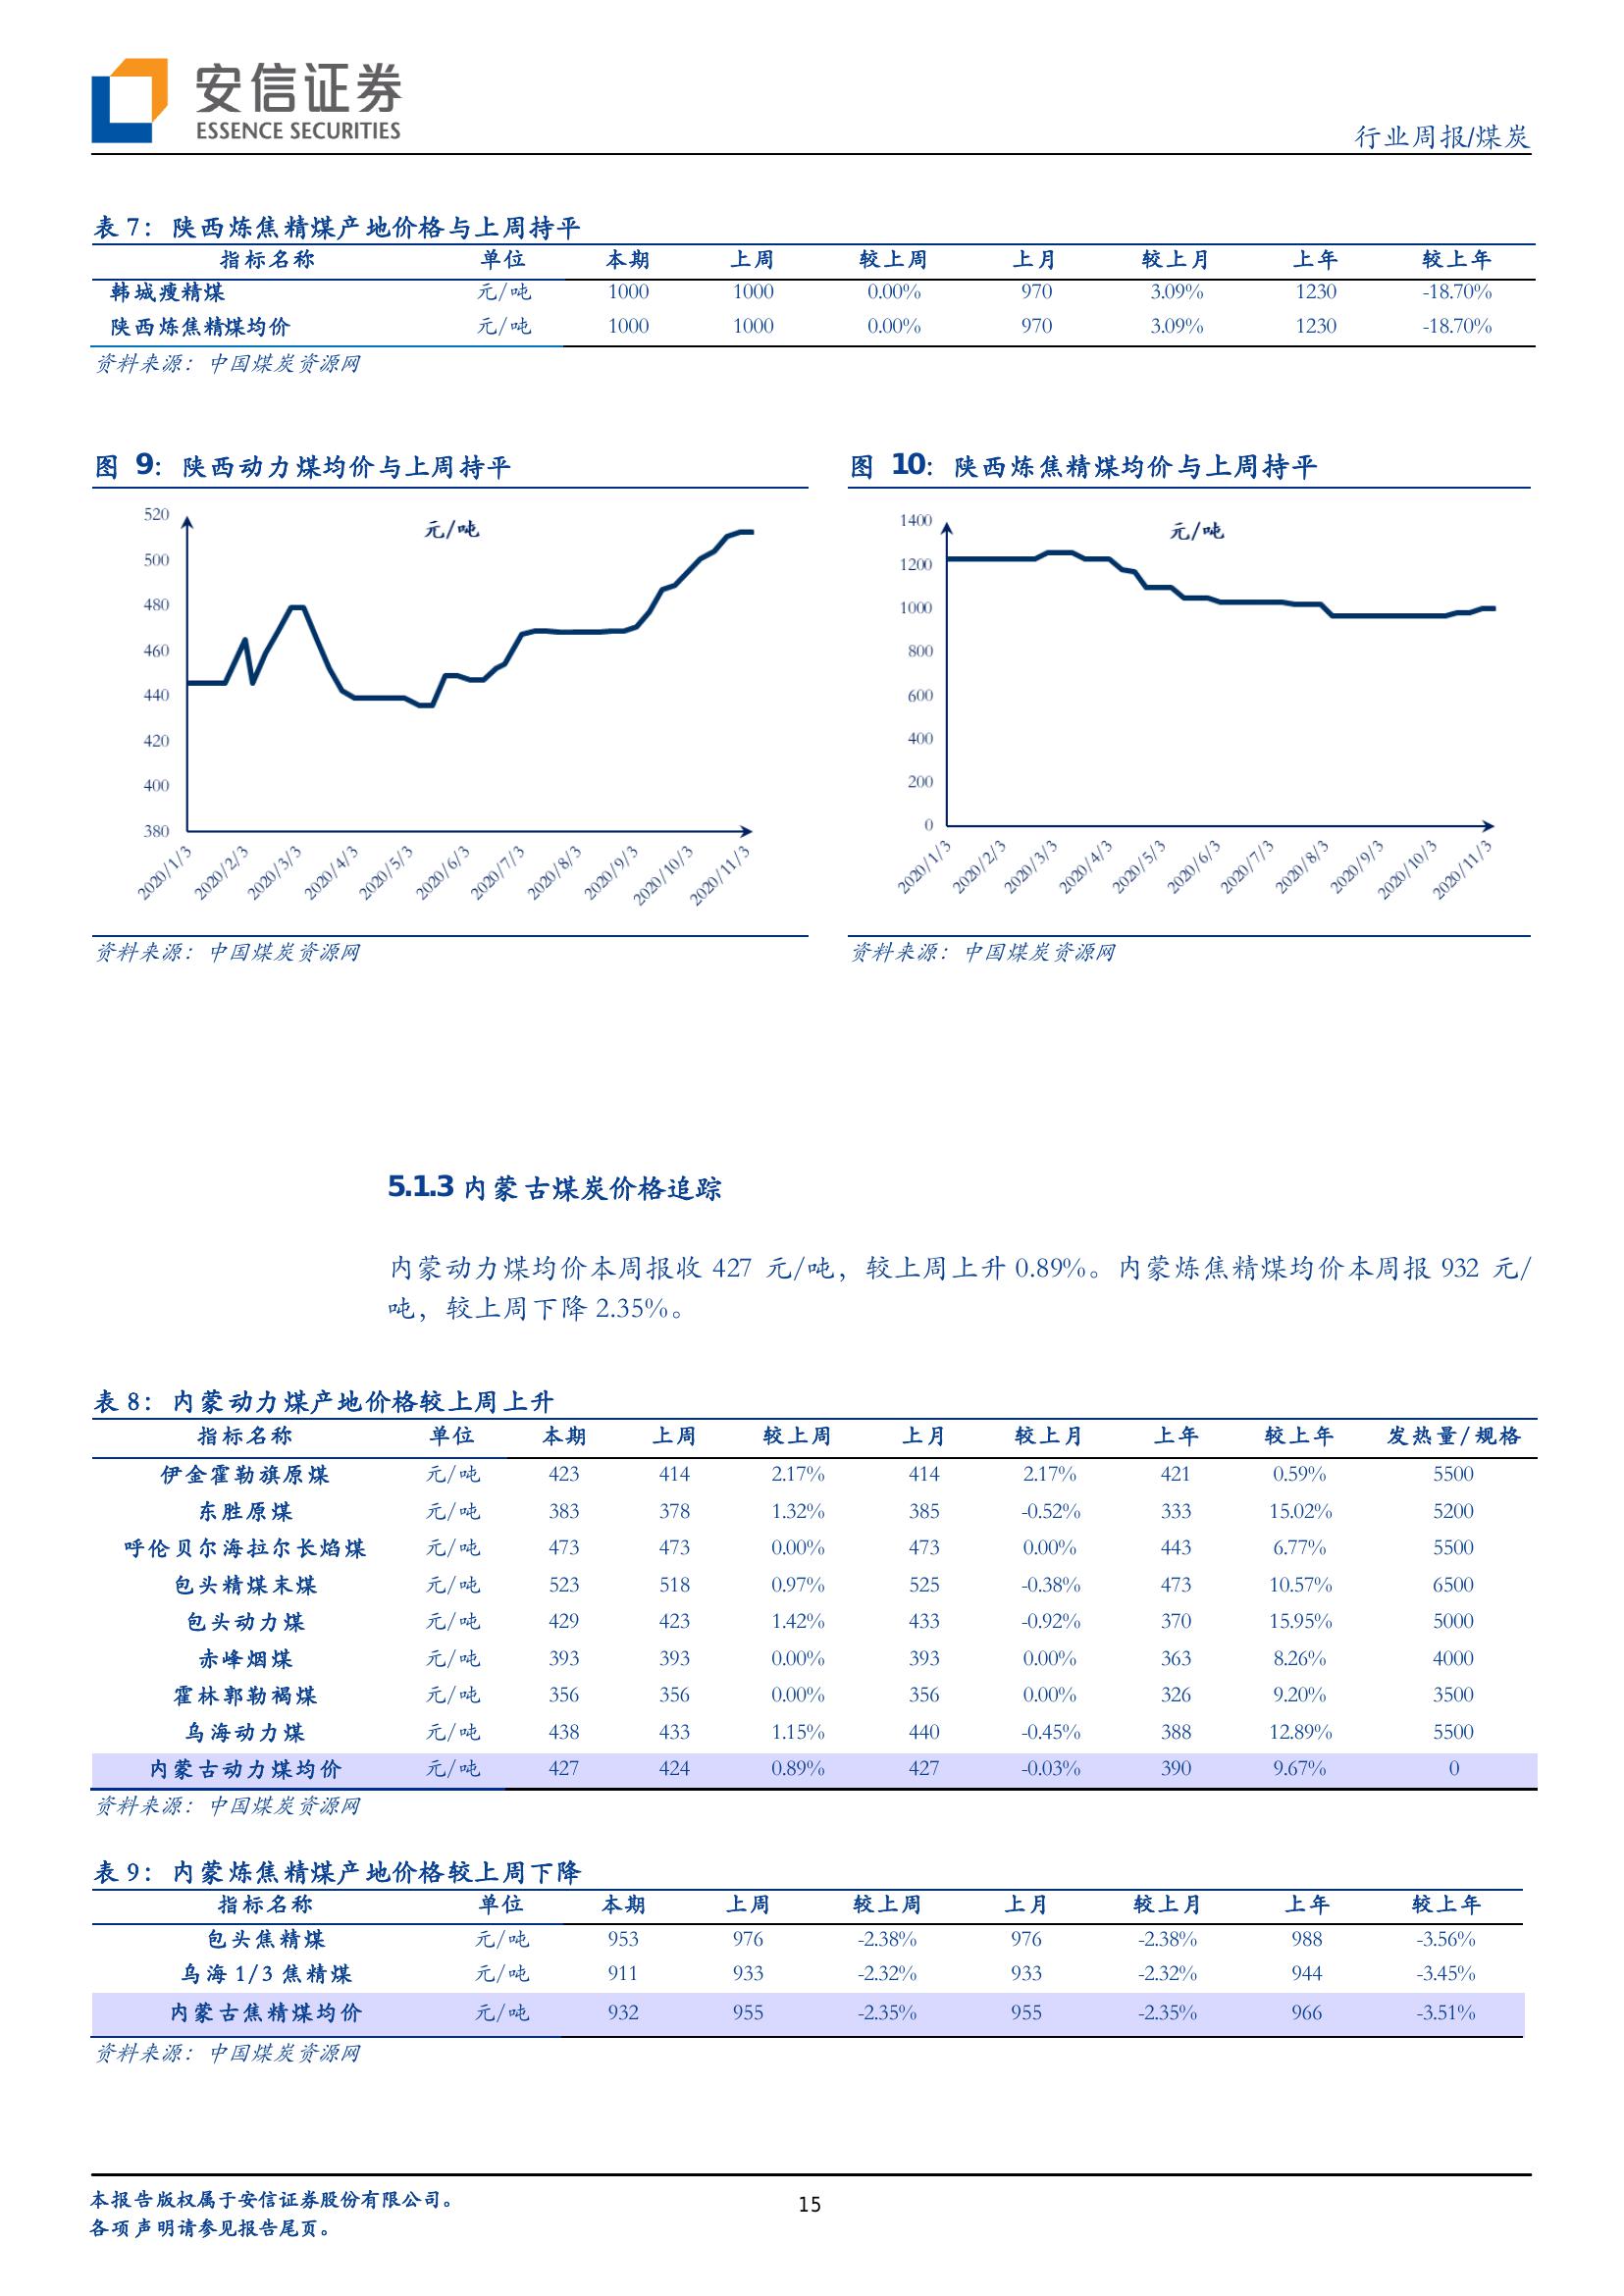 安信证券
ESSENCE SECURITIES
行业周报/煤炭
表 7：陕西炼焦精煤产地价格与上周持平
指标名称 单位 本期 上周 较上周 上月 较上月 上年 较上年
韩城瘦精煤 元/吨 1000 1000 0.00% 970 3.09% 1230 -18.70%
陕西炼焦精煤均价 元/吨 1000 1000 0.00% 970 3.09% 1230 -18.70%
资料来源：中国煤炭资源网
图 9：陕西动力煤均价与上周持平
元/吨
520
500
480
460
440
420
400
380
2020/1/3 2020/2/3 2020/3/3 2020/4/3 2020/5/3 2020/6/3 2020/7/3 2020/8/3 2020/9/3 2020/10/3 2020/11/3
资料来源：中国煤炭资源网
图 10：陕西炼焦精煤均价与上周持平
元/吨
1400
1200
1000
800
600
400
200
0
2020/1/3 2020/2/3 2020/3/3 2020/4/3 2020/5/3 2020/6/3 2020/7/3 2020/8/3 2020/9/3 2020/10/3 2020/11/3
资料来源：中国煤炭资源网
5.1.3 内蒙古煤炭价格追踪
内蒙动力煤均价本周报收 427 元/吨，较上周上升 0.89%。内蒙炼焦精煤均价本周报 932 元/
吨，较上周下降 2.35%。
表 8：内蒙动力煤产地价格较上周上升
指标名称 单位 本期 上周 较上周 上月 较上月 上年 较上年 发热量/规格
伊金霍勒旗原煤 元/吨 423 414 2.17% 414 2.17% 421 0.59% 5500
东胜原煤 元/吨 383 378 1.32% 385 -0.52% 333 15.02% 5200
呼伦贝尔海拉尔长焰煤 元/吨 473 473 0.00% 473 0.00% 443 6.77% 5500
包头精煤末煤 元/吨 523 518 0.97% 525 -0.38% 473 10.57% 6500
包头动力煤 元/吨 429 423 1.42% 433 -0.92% 370 15.95% 5000
赤峰烟煤 元/吨 393 393 0.00% 393 0.00% 363 8.26% 4000
霍林郭勒褐煤 元/吨 356 356 0.00% 356 0.00% 326 9.20% 3500
乌海动力煤 元/吨 438 433 1.15% 440 -0.45% 388 12.89% 5500
内蒙古动力煤均价 元/吨 427 424 0.89% 427 -0.03% 390 9.67% 0
资料来源：中国煤炭资源网
表 9：内蒙炼焦精煤产地价格较上周下降
指标名称 单位 本期 上周 较上周 上月 较上月 上年 较上年
包头焦精煤 元/吨 953 976 -2.38% 976 -2.38% 988 -3.56%
乌海 1/3 焦精煤 元/吨 911 933 -2.32% 933 -2.32% 944 -3.45%
内蒙古焦精煤均价 元/吨 932 955 -2.35% 955 -2.35% 966 -3.51%
资料来源：中国煤炭资源网
本报告版权属于安信证券股份有限公司。
各项声明请参见报告尾页。
15